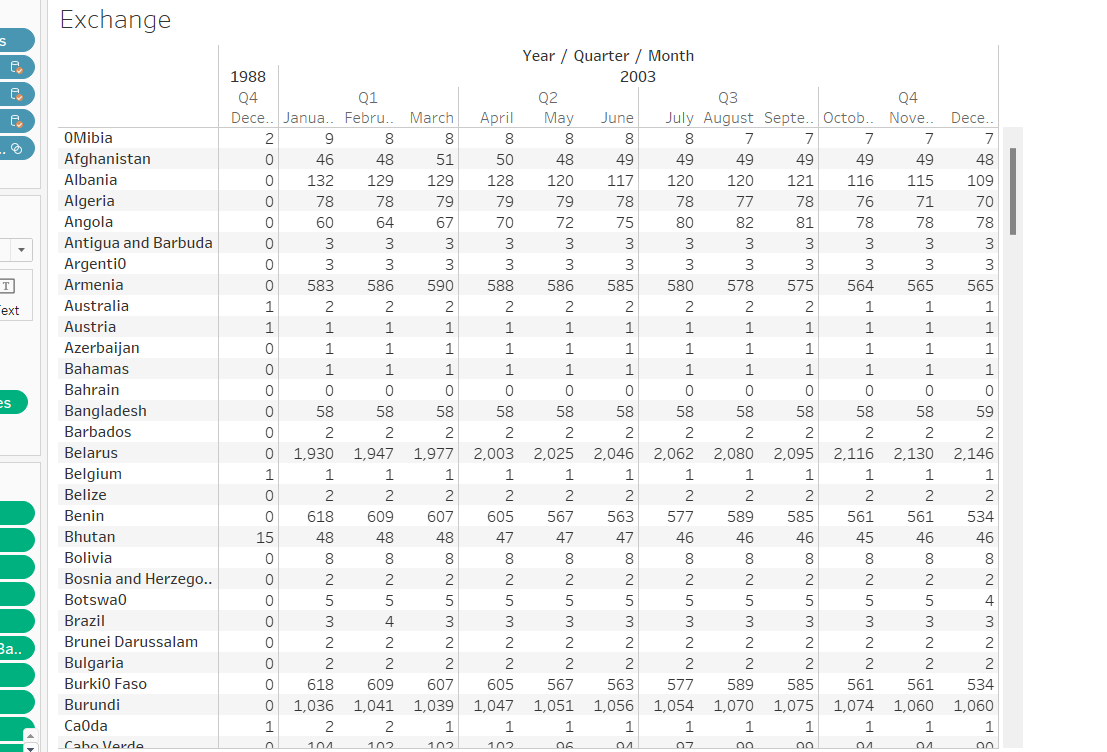 Exchange
Year / Quarter / Month
1988 2003
Q4 Q1 Q2 Q3 Q4
Dece.. Janua.. Febru.. March April May June July August Septe.. Octob.. Nove.. Dece..
0Mibia 2 9 8 8 8 8 8 8 7 7 7 7 7
Afghanistan 0 46 48 51 50 48 49 49 49 49 49 49 48
Albania 0 132 129 129 128 120 117 120 120 121 116 115 109
Algeria 0 78 78 79 79 79 78 78 77 78 76 71 70
Angola 0 60 64 67 70 72 75 80 82 81 78 78 78
Antigua and Barbuda 0 3 3 3 3 3 3 3 3 3 3 3 3
Argenti0 0 3 3 3 3 3 3 3 3 3 3 3 3
Armenia 0 583 586 590 588 586 585 580 578 575 564 565 565
Australia 1 2 2 2 2 2 2 2 2 2 1 1 1
Austria 1 1 1 1 1 1 1 1 1 1 1 1 1
Azerbaijan 0 1 1 1 1 1 1 1 1 1 1 1 1
Bahamas 0 1 1 1 1 1 1 1 1 1 1 1 1
Bahrain 0 0 0 0 0 0 0 0 0 0 0 0 0
Bangladesh 0 58 58 58 58 58 58 58 58 58 58 58 59
Barbados 0 2 2 2 2 2 2 2 2 2 2 2 2
Belarus 0 1,930 1,947 1,977 2,003 2,025 2,046 2,062 2,080 2,095 2,116 2,130 2,146
Belgium 1 1 1 1 1 1 1 1 1 1 1 1 1
Belize 0 2 2 2 2 2 2 2 2 2 2 2 2
Benin 0 618 609 607 605 567 563 577 589 585 561 561 534
Bhutan 15 48 48 48 47 47 47 46 46 46 45 46 46
Bolivia 0 8 8 8 8 8 8 8 8 8 8 8 8
Bosnia and Herzego.. 0 2 2 2 2 2 2 2 2 2 2 2 2
Botswa0 0 5 5 5 5 5 5 5 5 5 5 5 4
Brazil 0 3 4 3 3 3 3 3 3 3 3 3 3
Brunei Darussalam 0 2 2 2 2 2 2 2 2 2 2 2 2
Bulgaria 0 2 2 2 2 2 2 2 2 2 2 2 2
Burki0 Faso 0 618 609 607 605 567 563 577 589 585 561 561 534
Burundi 0 1,036 1,041 1,039 1,047 1,051 1,056 1,054 1,070 1,075 1,074 1,060 1,060
Ca0da 1 2 2 1 1 1 1 1 1 1 1 1 1
Cabo Verde 0 104 102 102 102 96 94 97 99 99 94 94 90
s
T
ext
es
Ba..